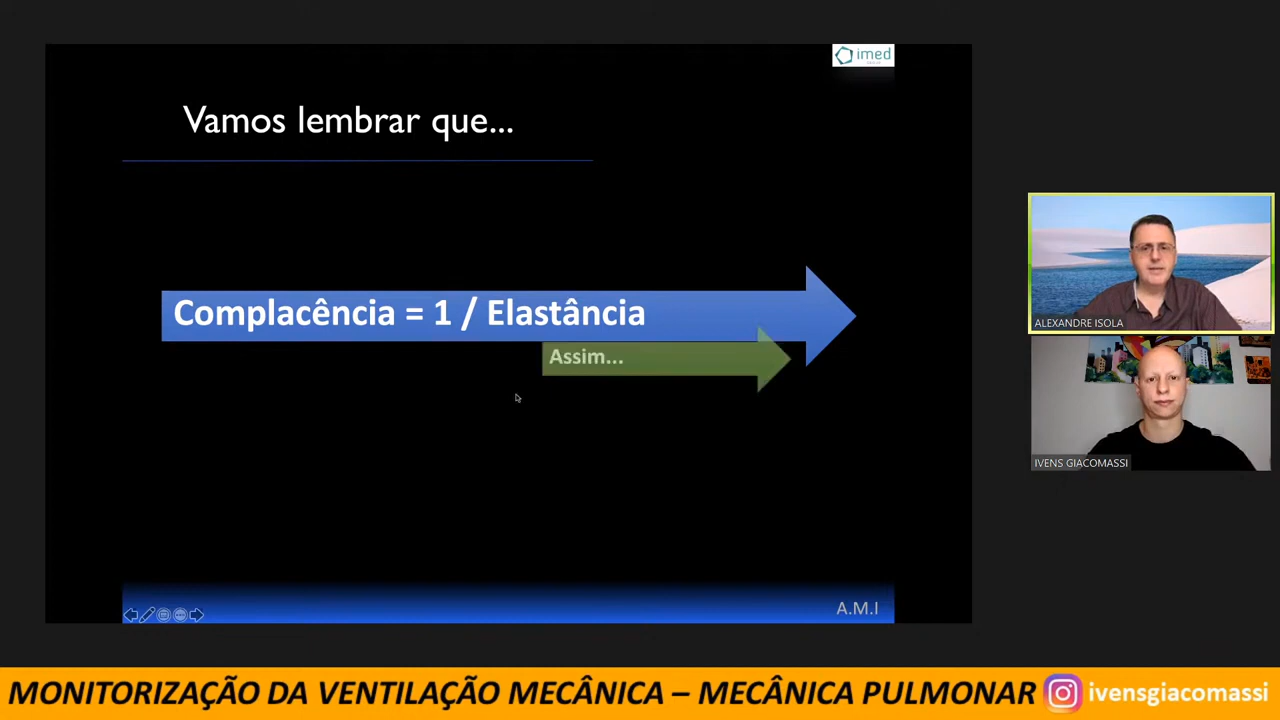 imed
Vamos lembrar que...
Complacência = 1 / Elastância
Assim...
A.M.I
ALEXANDRE ISOLA
IVENS GIACOMASSI
MONITORIZAÇÃO DA VENTILAÇÃO MECÂNICA – MECÂNICA PULMONAR ivensgiacomassi